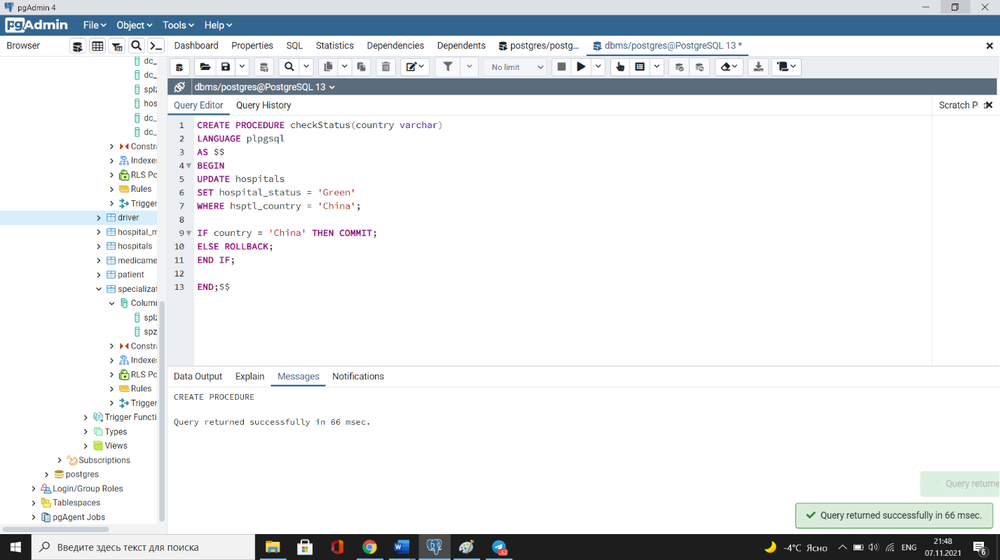 pgAdmin 4
pgAdmin File Object Tools Help
Browser
Dashboard Properties SQL Statistics Dependencies Dependents postgres/postg... dbms/postgres@PostgreSQL 13 *
No limit
dbms/postgres@PostgreSQL 13
Query Editor Query History
Scratch P
1 CREATE PROCEDURE checkStatus(country varchar)
2 LANGUAGE plpgsql
3 AS $$
4 BEGIN
5 UPDATE hospitals
6 SET hospital_status = 'Green'
7 WHERE hsptl_country = 'China';
8
9 IF country = 'China' THEN COMMIT;
10 ELSE ROLLBACK;
11 END IF;
12
13 END;$$
dc_
dc_
splz
hos
dc_
dc_
Constra
Indexes
RLS Po
Rules
Trigger
driver
hospital_m
hospitals
medicame
patient
specializat
Column
splz
spz
Constra
Indexes
RLS Po
Rules
Trigger
Trigger Functi
Types
Views
Subscriptions
postgres
Login/Group Roles
Tablespaces
pgAgent Jobs
Data Output Explain Messages Notifications
CREATE PROCEDURE
Query returned successfully in 66 msec.
Query returne
Query returned successfully in 66 msec.
Введите здесь текст для поиска
62
-4°C Ясно
ENG
21:48
07.11.2021
6